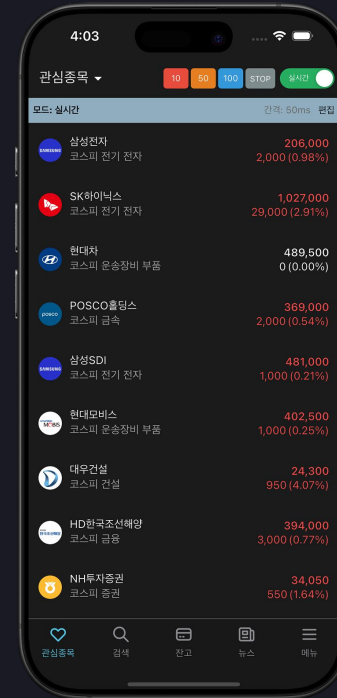 4:03
관심종목
10 50 100 STOP 실시간
모드: 실시간 간격: 50ms 편집
SAMSUNG 삼성전자 206,000
코스피 전기 전자 2,000 (0.98%)
SK하이닉스 1,027,000
코스피 전기 전자 29,000 (2.91%)
현대차 489,500
코스피 운송장비 부품 0 (0.00%)
posco POSCO홀딩스 369,000
코스피 금속 2,000 (0.54%)
SAMSUNG 삼성SDI 481,000
코스피 전기 전자 1,000 (0.21%)
MOBIS 현대모비스 402,500
코스피 운송장비 부품 1,000 (0.25%)
대우건설 24,300
코스피 건설 950 (4.07%)
HD한국조선해양 394,000
코스피 금융 3,000 (0.77%)
NH투자증권 34,050
코스피 증권 550 (1.64%)
관심종목 검색 잔고 뉴스 메뉴